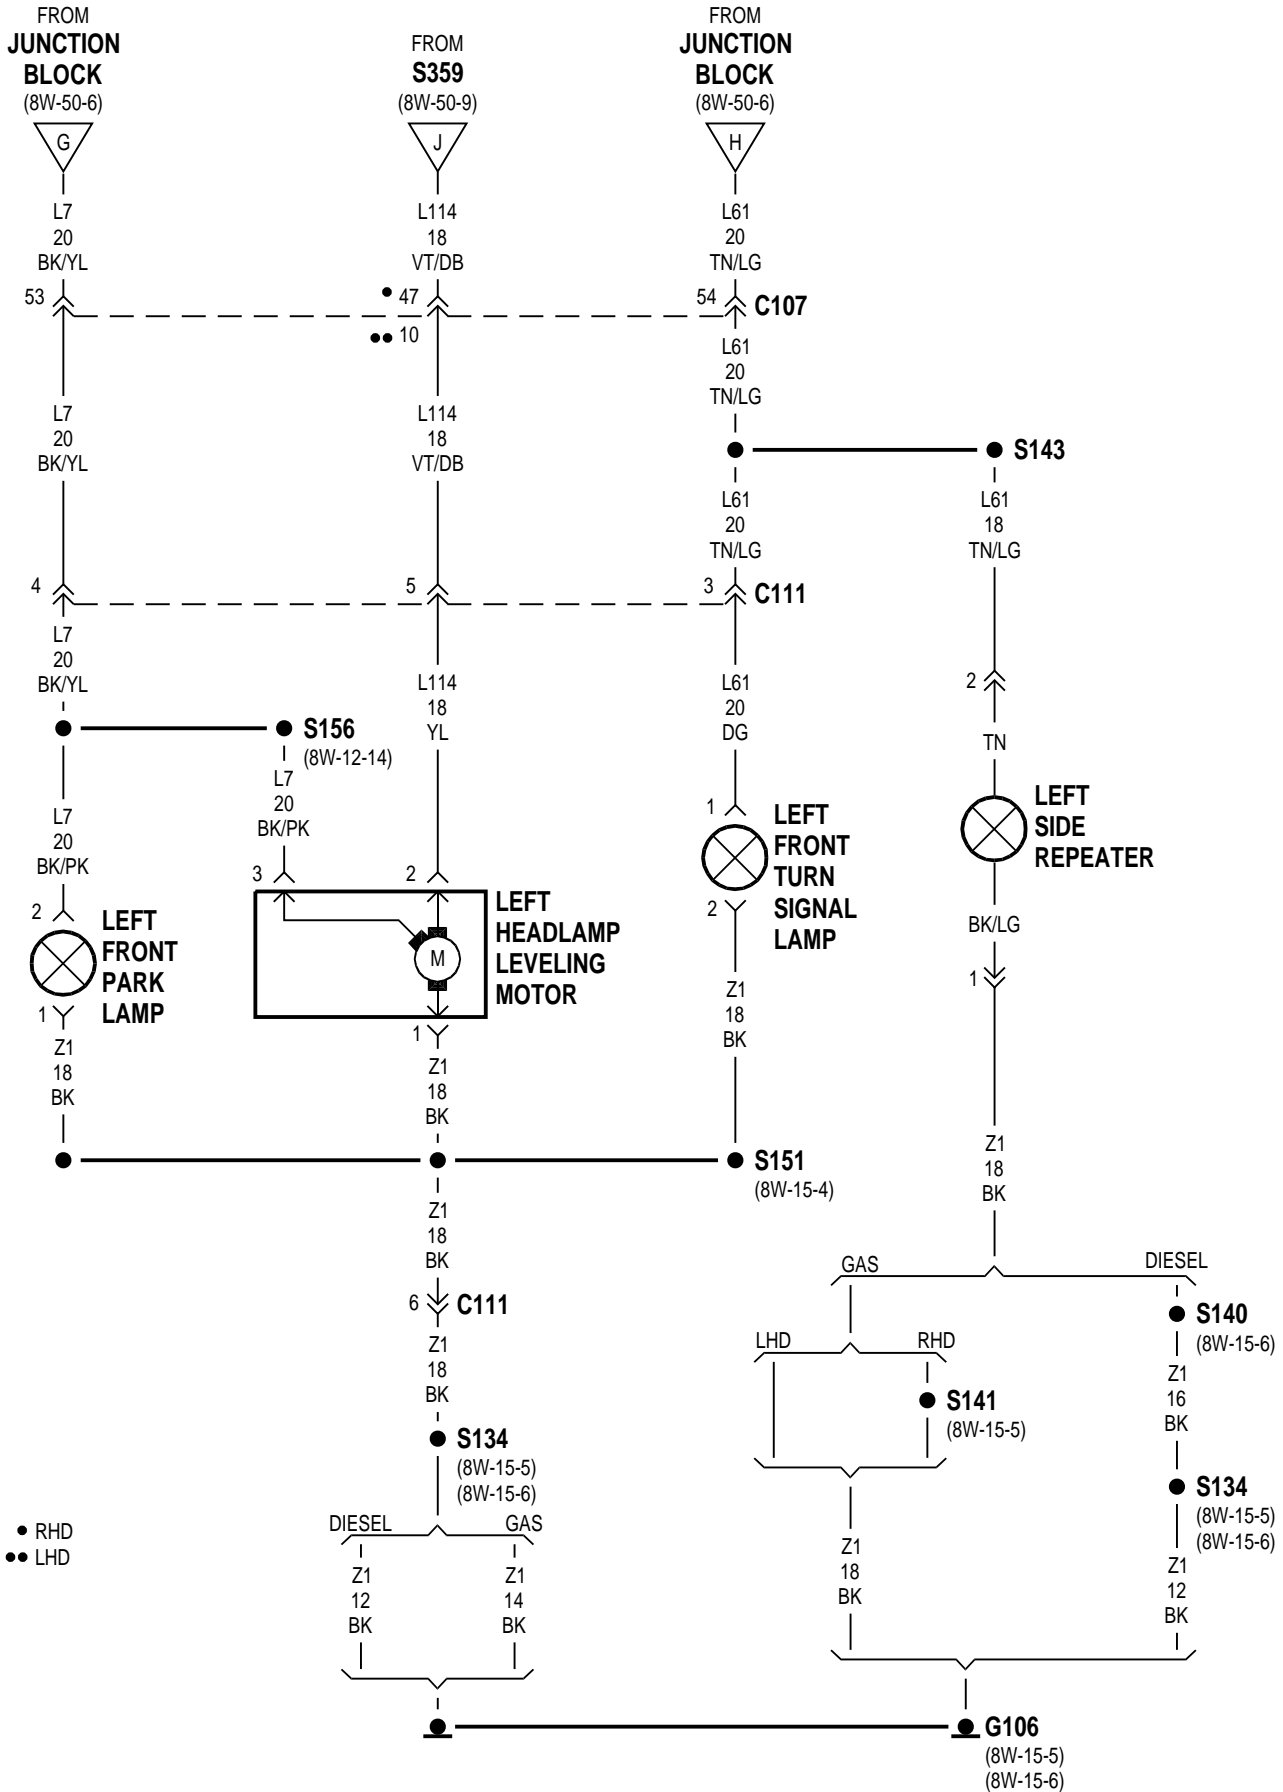 FROM
JUNCTION
BLOCK
(8W-50-6)
G
FROM
S359
(8W-50-9)
J
FROM
JUNCTION
BLOCK
(8W-50-6)
H
L7
20
BK/YL
L114
18
VT/DB
L61
20
TN/LG
53
• 47
•• 10
54
C107
L61
20
TN/LG
L7
20
BK/YL
L114
18
VT/DB
S143
L61
20
TN/LG
L61
18
TN/LG
4
5
3
C111
L7
20
BK/YL
L114
18
YL
L61
20
DG
2
TN
S156
(8W-12-14)
L7
20
BK/PK
L7
20
BK/PK
3
2
1
LEFT
FRONT
TURN
SIGNAL
LAMP
2
LEFT
SIDE
REPEATER
BK/LG
1
2
LEFT
FRONT
PARK
LAMP
1
M
LEFT
HEADLAMP
LEVELING
MOTOR
1
Z1
18
BK
Z1
18
BK
Z1
18
BK
Z1
18
BK
S151
(8W-15-4)
Z1
18
BK
6
C111
Z1
18
BK
S134
(8W-15-5)
(8W-15-6)
DIESEL
GAS
Z1
12
BK
Z1
14
BK
GAS
DIESEL
LHD
RHD
S141
(8W-15-5)
S140
(8W-15-6)
Z1
16
BK
S134
(8W-15-5)
(8W-15-6)
Z1
18
BK
Z1
12
BK
• RHD
•• LHD
G106
(8W-15-5)
(8W-15-6)